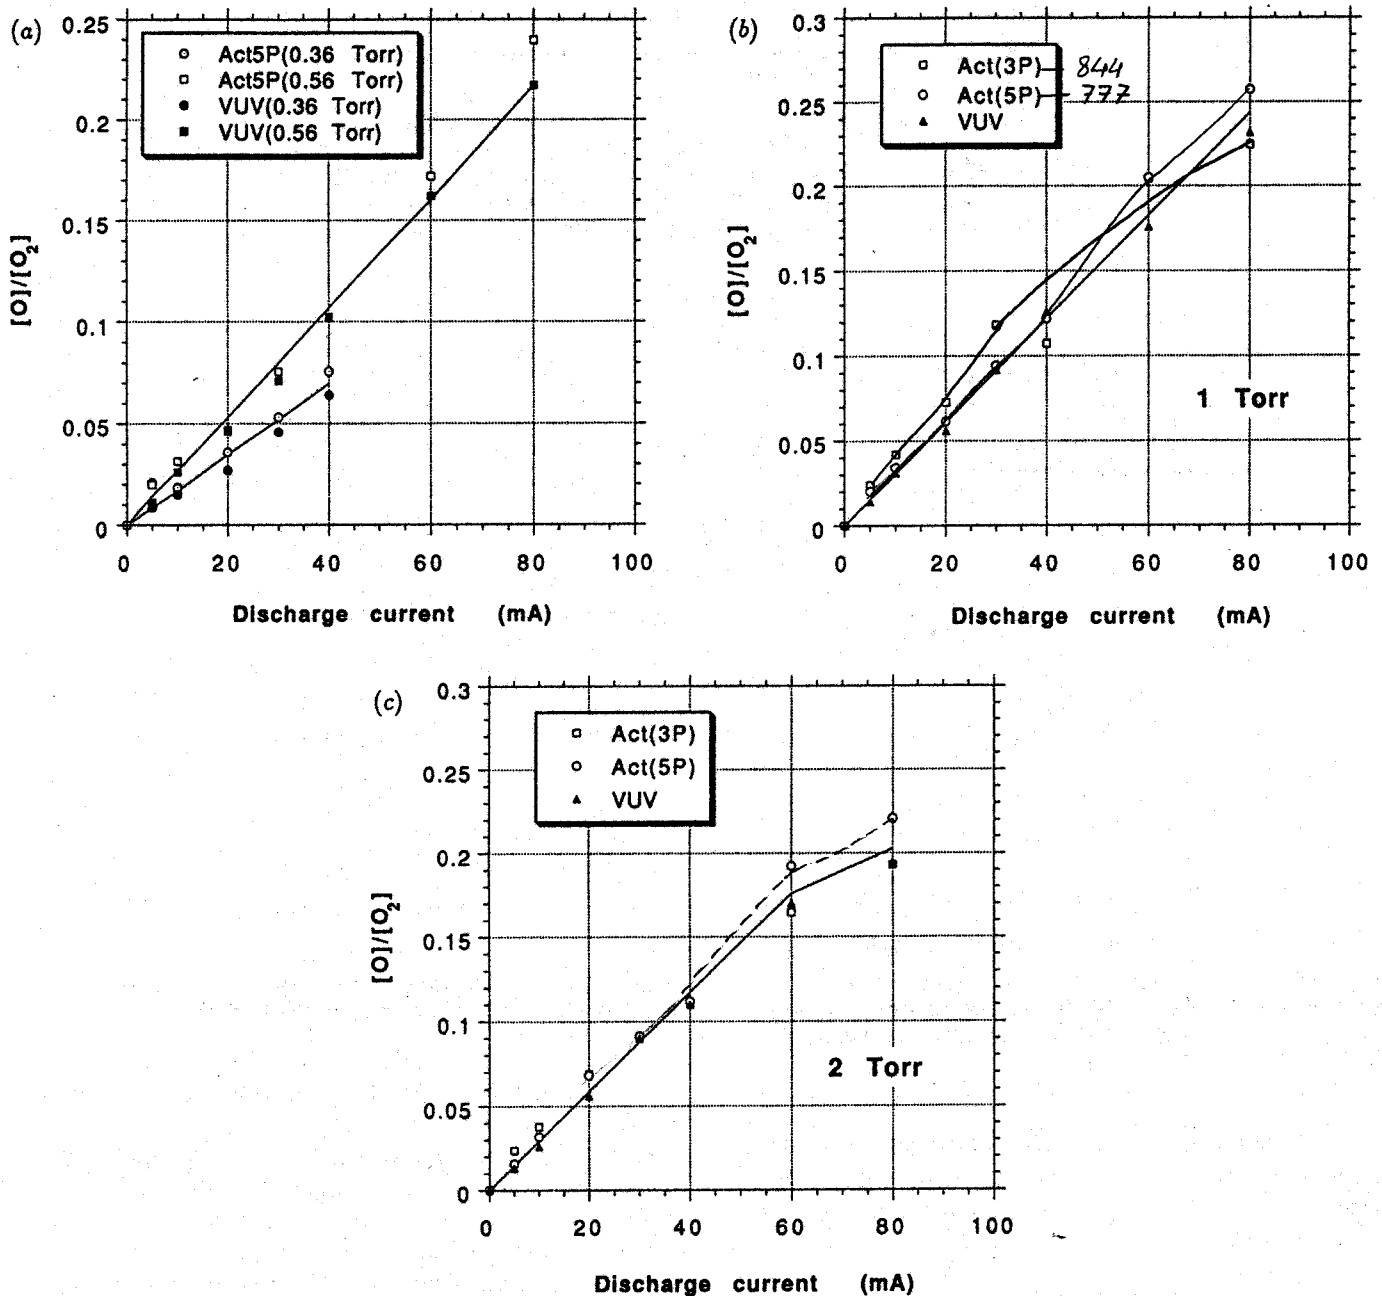 (a)
0.25
0.2
0.15
0.1
0.05
0
[O]/[O2]
Act5P(0.36 Torr)
Act5P(0.56 Torr)
VUV(0.36 Torr)
VUV(0.56 Torr)
0 20 40 60 80 100
Discharge current (mA)
(b)
0.3
0.25
0.2
0.15
0.1
0.05
0
[O]/[O2]
Act(3P) 844
Act(5P) 777
VUV
1 Torr
0 20 40 60 80 100
Discharge current (mA)
(c)
0.3
0.25
0.2
0.15
0.1
0.05
0
[O]/[O2]
Act(3P)
Act(5P)
VUV
2 Torr
0 20 40 60 80 100
Discharge current (mA)